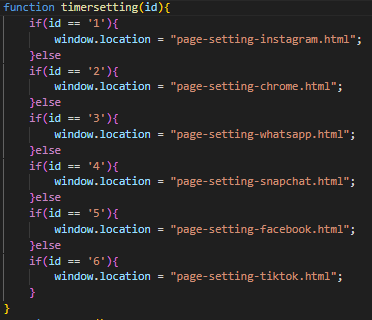 function timersetting(id){
    if(id == '1'){
        window.location = "page-setting-instagram.html";
    }else
    if(id == '2'){
        window.location = "page-setting-chrome.html";
    }else
    if(id == '3'){
        window.location = "page-setting-whatsapp.html";
    }else
    if(id == '4'){
        window.location = "page-setting-snapchat.html";
    }else
    if(id == '5'){
        window.location = "page-setting-facebook.html";
    }else
    if(id == '6'){
        window.location = "page-setting-tiktok.html";
    }
}